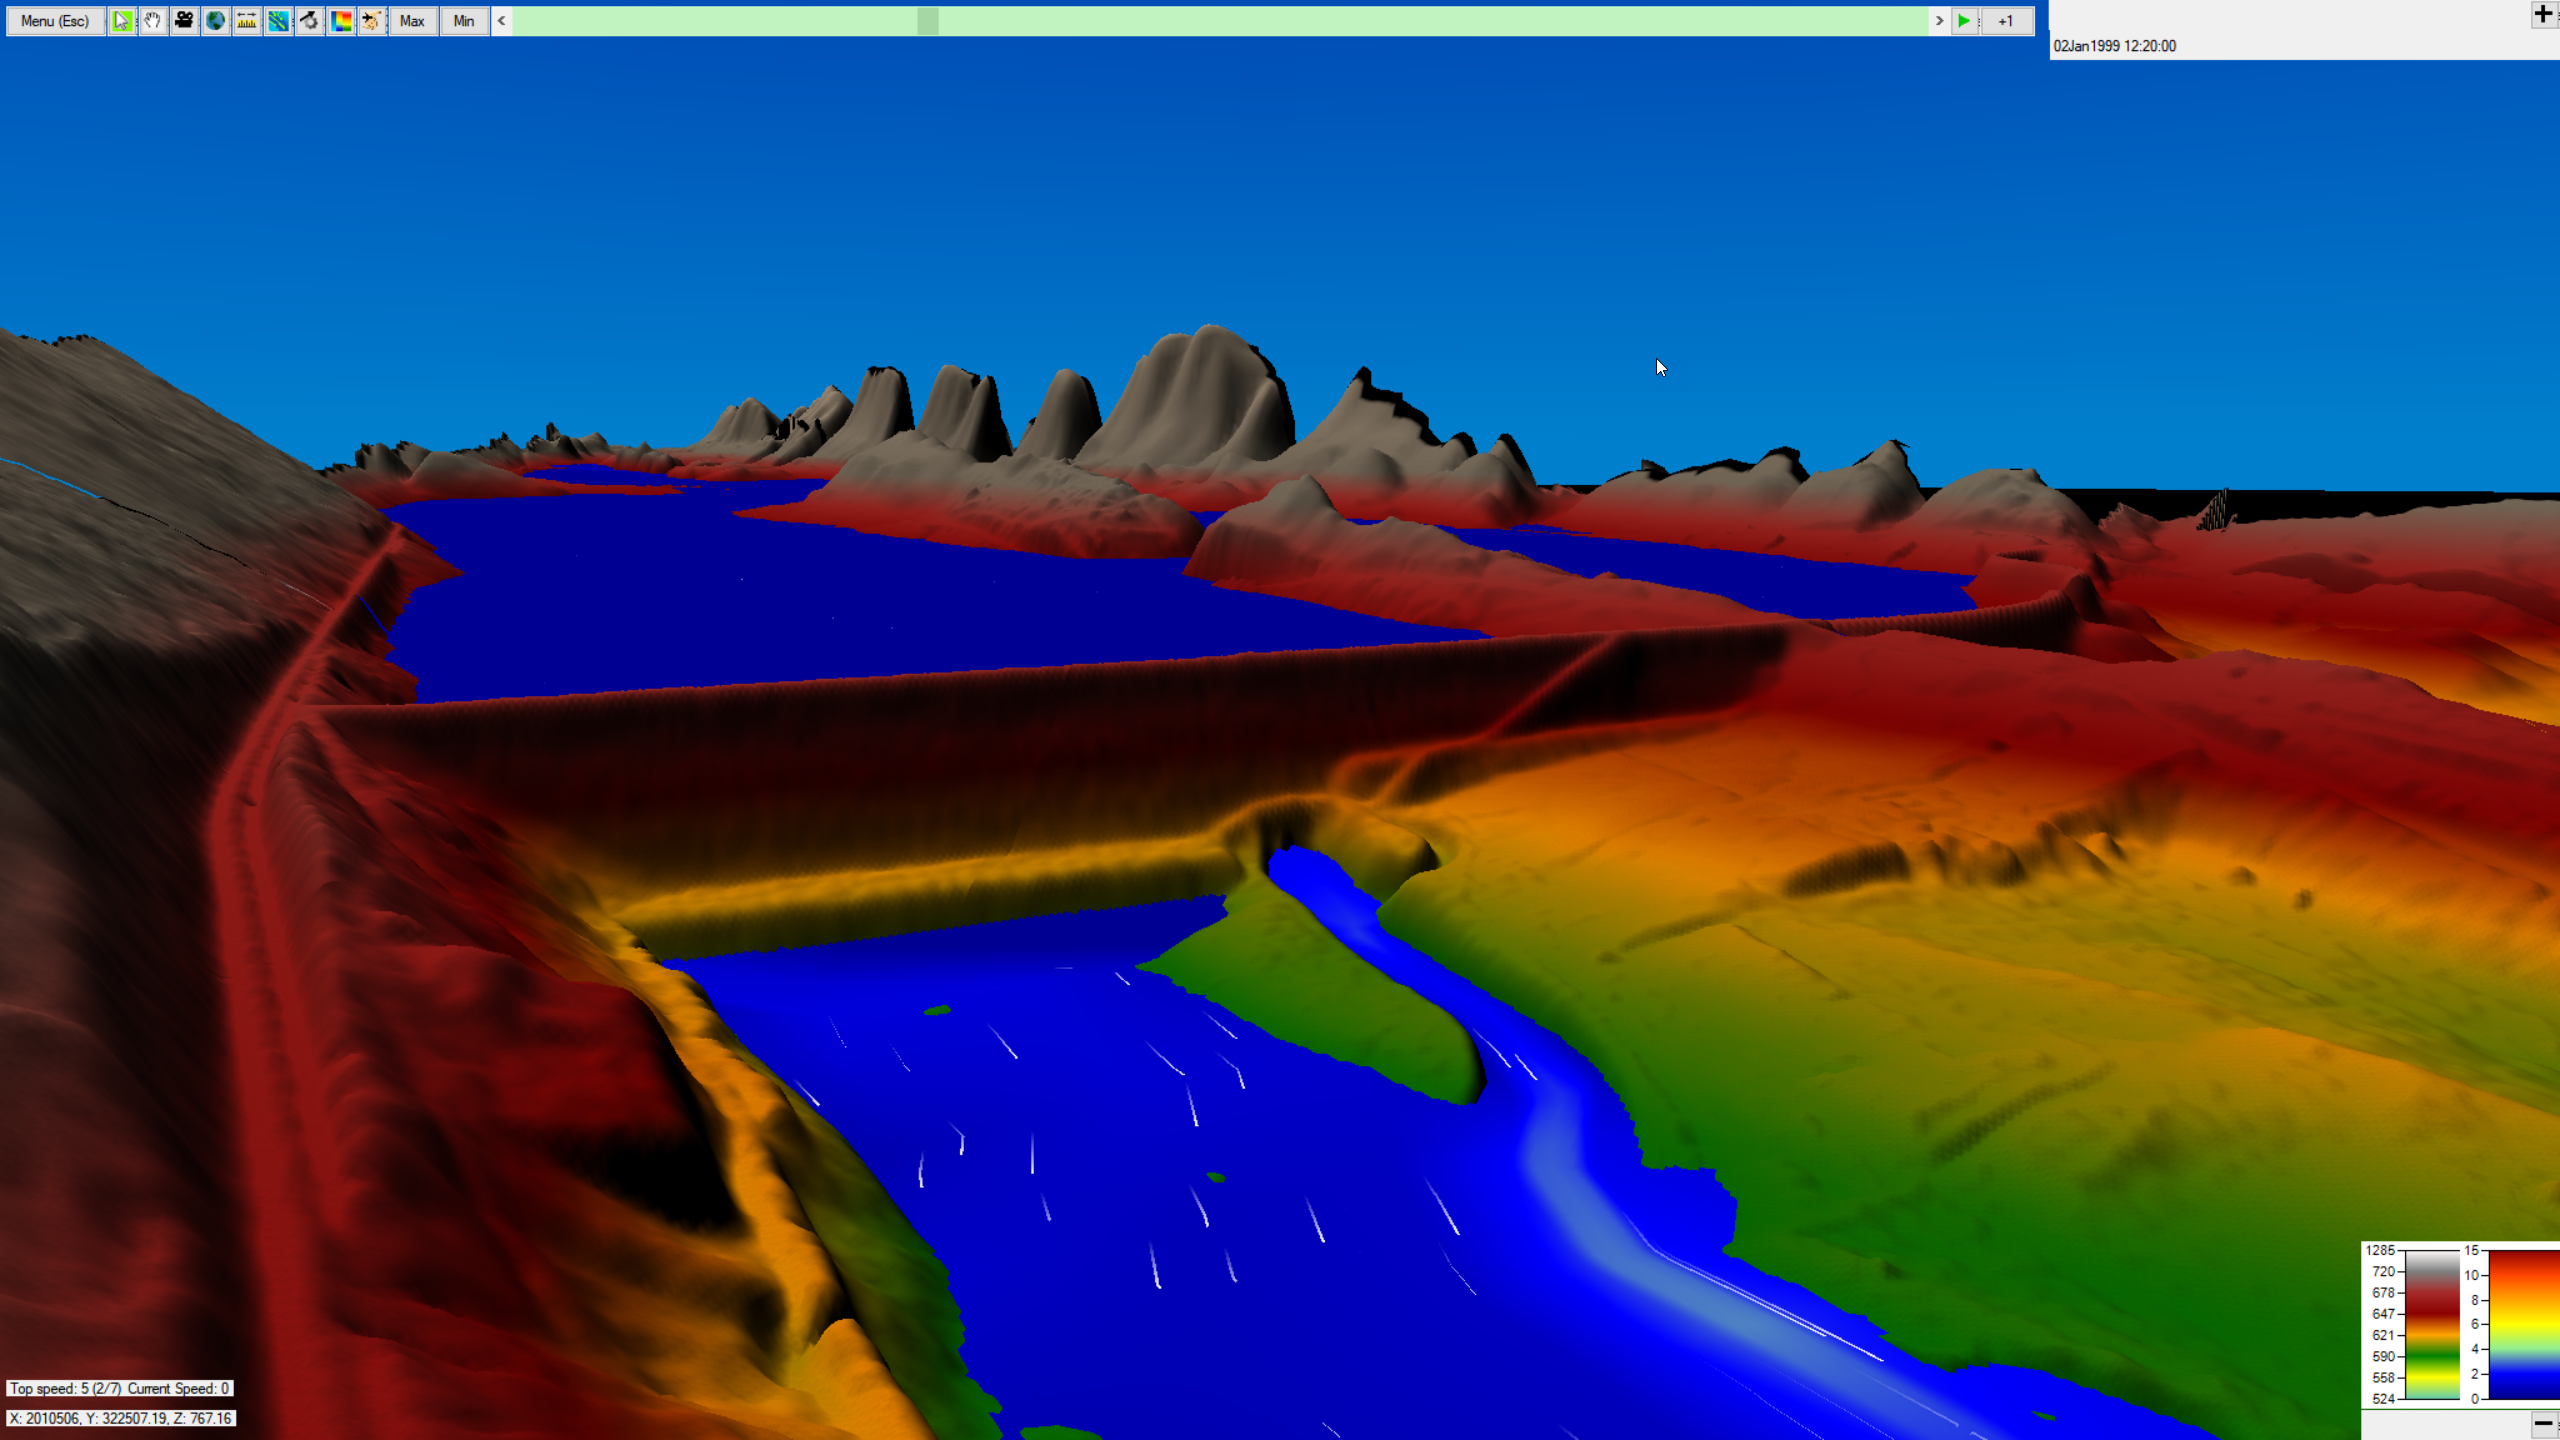 Menu (Esc) Max Min < > +1
02Jan1999 12:20:00
1285 15
720 10
678 8
647 6
621 4
590 2
558 0
524
Top speed: 5 (2/7) Current Speed: 0
X: 2010506, Y: 322507.19, Z: 767.16